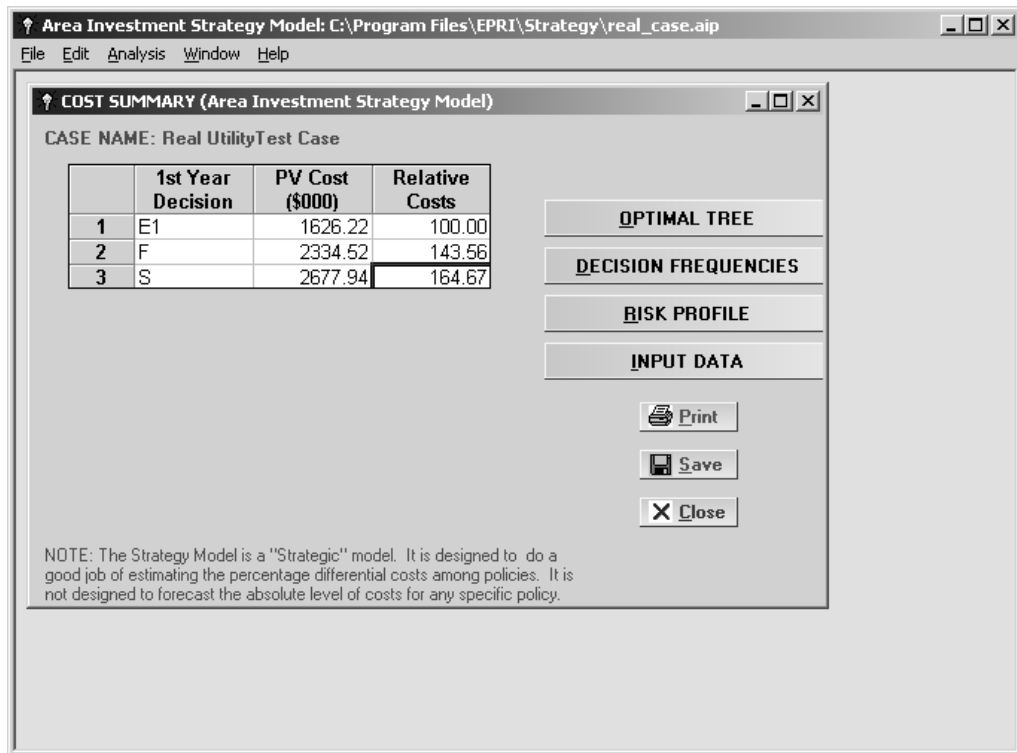 Area Investment Strategy Model: C:\Program Files\EPRI\Strategy\real_case.aip
File Edit Analysis Window Help
COST SUMMARY (Area Investment Strategy Model)
CASE NAME: Real UtilityTest Case
1st Year Decision PV Cost ($000) Relative Costs
1 E1 1626.22 100.00
2 F 2334.52 143.56
3 S 2677.94 164.67
OPTIMAL TREE
DECISION FREQUENCIES
RISK PROFILE
INPUT DATA
Print
Save
Close
NOTE: The Strategy Model is a "Strategic" model. It is designed to do a
good job of estimating the percentage differential costs among policies. It is
not designed to forecast the absolute level of costs for any specific policy.